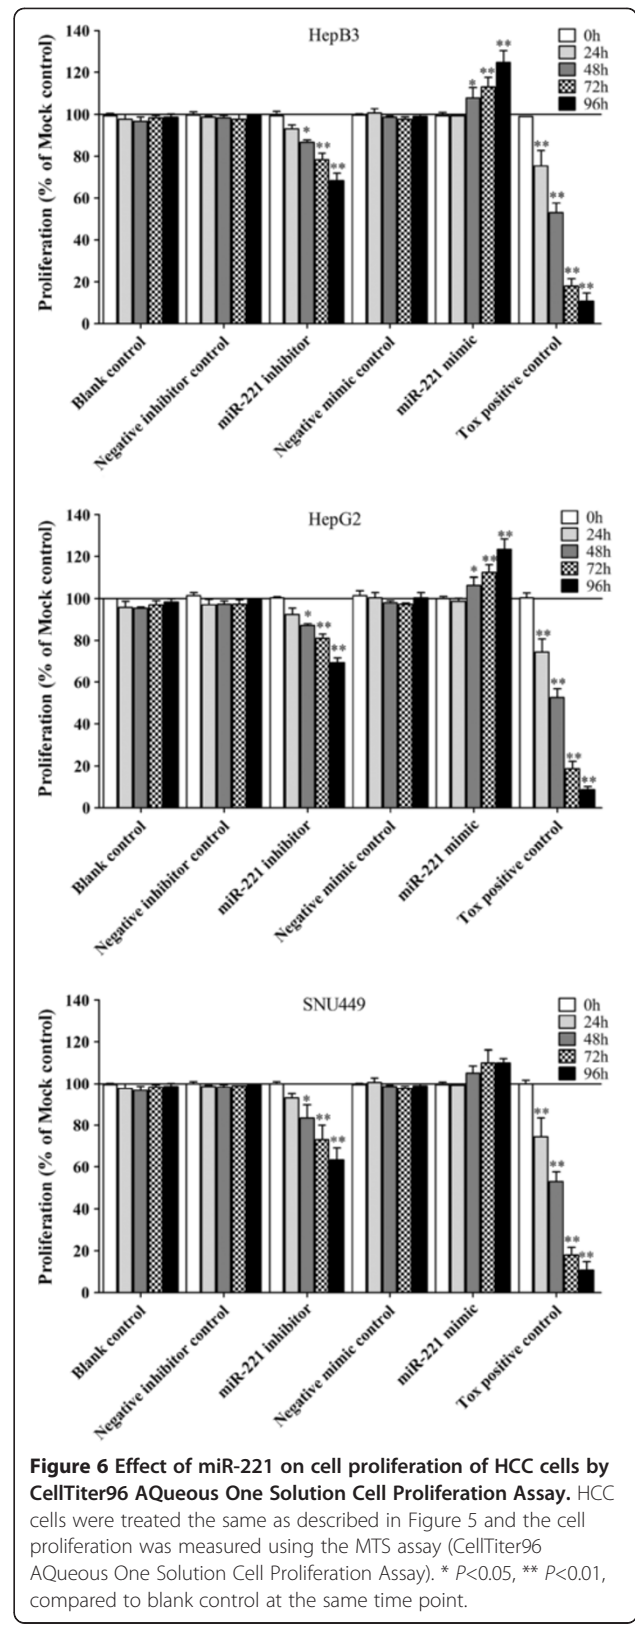 HepB3
Proliferation (% of Mock control)
140
120
100
80
60
40
20
0
0h
24h
48h
72h
96h
*
**
**
*
**
**
**
**
**
**
Blank control
Negative inhibitor control
miR-221 inhibitor
Negative mimic control
miR-221 mimic
Tox positive control
HepG2
Proliferation (% of Mock control)
140
120
100
80
60
40
20
0
0h
24h
48h
72h
96h
*
**
**
*
**
**
**
**
**
**
Blank control
Negative inhibitor control
miR-221 inhibitor
Negative mimic control
miR-221 mimic
Tox positive control
SNU449
Proliferation (% of Mock control)
140
120
100
80
60
40
20
0
0h
24h
48h
72h
96h
*
**
**
**
**
**
**
Blank control
Negative inhibitor control
miR-221 inhibitor
Negative mimic control
miR-221 mimic
Tox positive control
Figure 6 Effect of miR-221 on cell proliferation of HCC cells by
CellTiter96 AQueous One Solution Cell Proliferation Assay. HCC
cells were treated the same as described in Figure 5 and the cell
proliferation was measured using the MTS assay (CellTiter96
AQueous One Solution Cell Proliferation Assay). * P<0.05, ** P<0.01,
compared to blank control at the same time point.